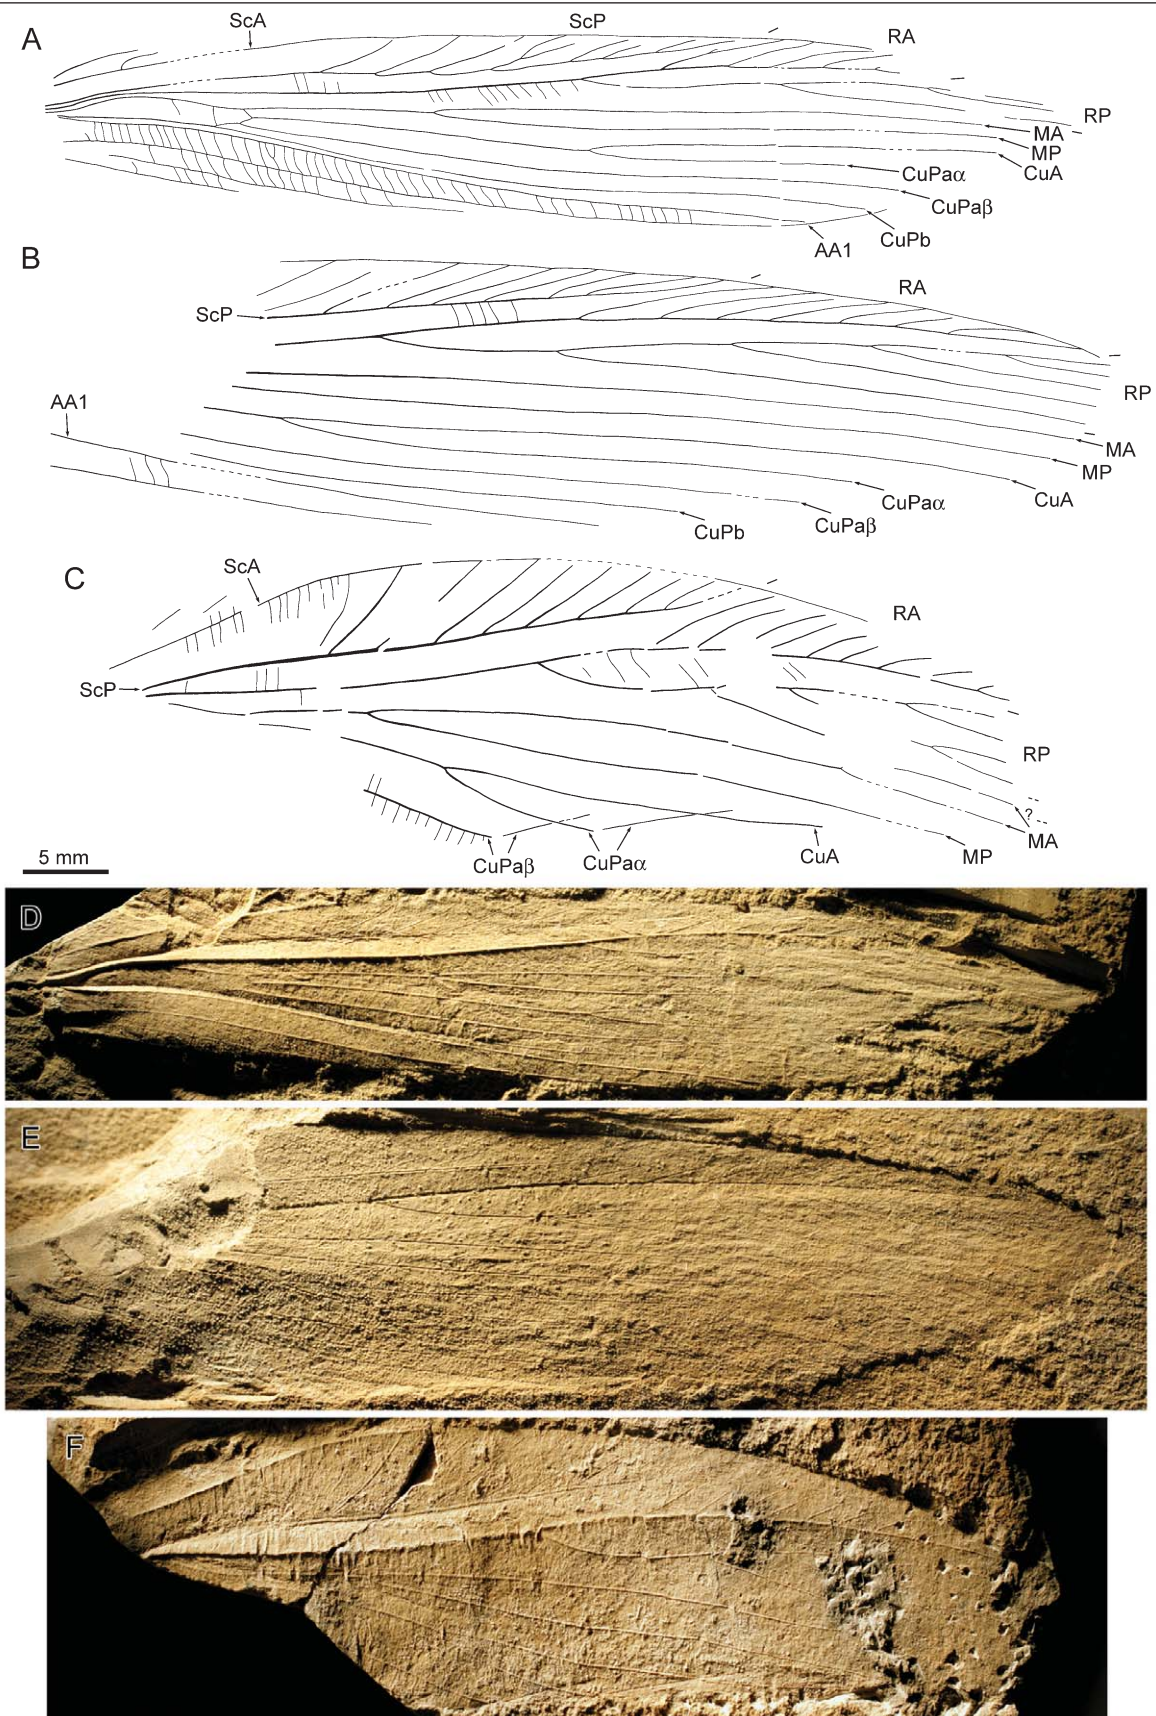 A
ScA
ScP
RA
RP
MA
MP
CuA
CuPaα
CuPaβ
CuPb
AA1
B
ScP
RA
AA1
RP
MA
MP
CuA
CuPaα
CuPaβ
CuPb
C
ScA
RA
ScP
RP
?
MA
MP
CuA
CuPaα
CuPaβ
5 mm
D
E
F